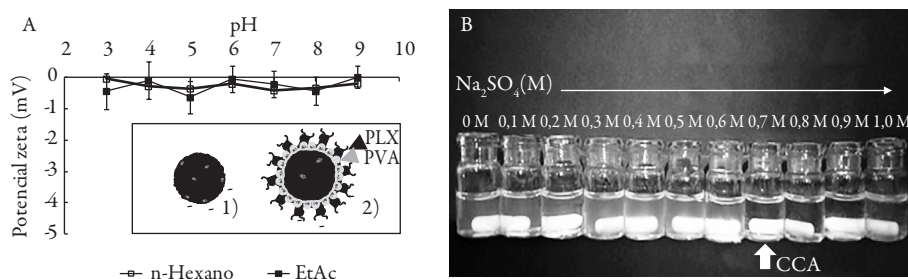 A
pH
2 3 4 5 6 7 8 9 10
Potencial zeta (mV)
0
-1
-2
-3
-4
-5
PLX
PVA
1)
2)
n-Hexano
EtAc
B
Na₂SO₄(M)
0 M 0,1 M 0,2 M 0,3 M 0,4 M 0,5 M 0,6 M 0,7 M 0,8 M 0,9 M 1,0 M
CCA